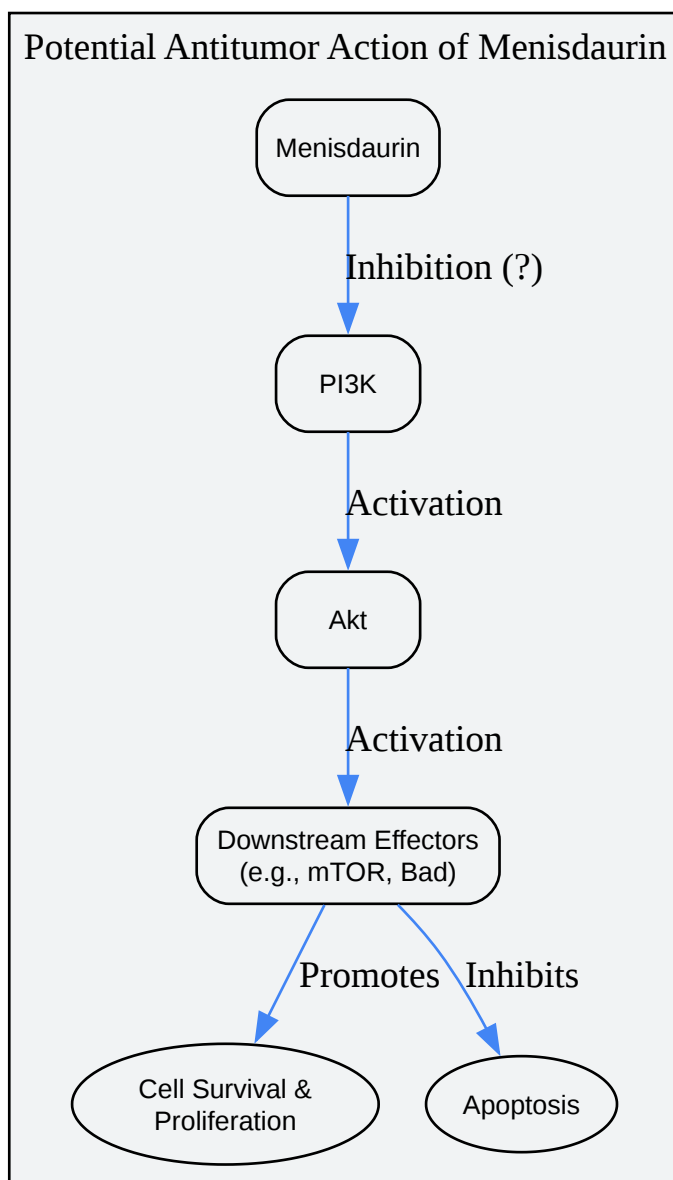 Potential Antitumor Action of Menisdaurin
Menisdaurin
Inhibition (?)
PI3K
Activation
Akt
Activation
Downstream Effectors
(e.g., mTOR, Bad)
Promotes
Inhibits
Cell Survival &
Proliferation
Apoptosis